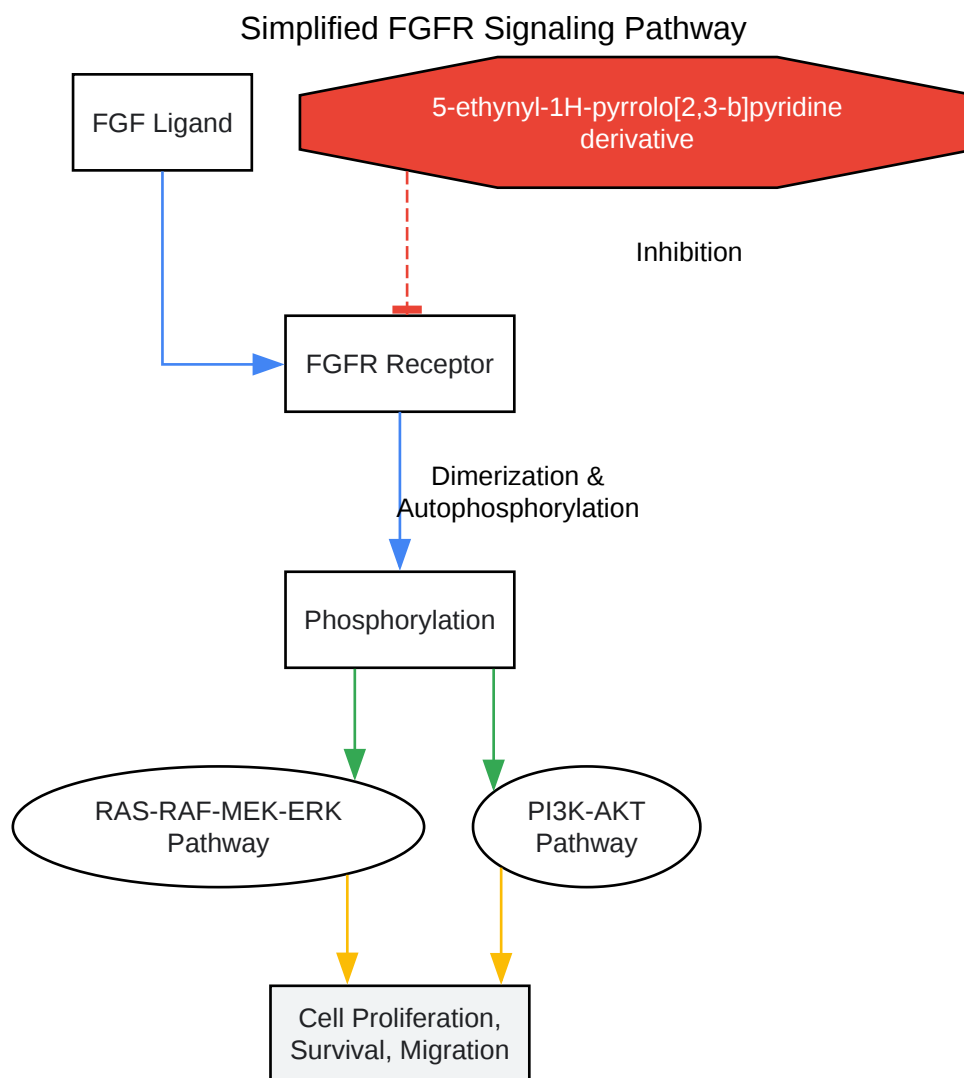 Simplified FGFR Signaling Pathway
FGF Ligand
5-ethynyl-1H-pyrrolo[2,3-b]pyridine
derivative
Inhibition
FGFR Receptor
Dimerization &
Autophosphorylation
Phosphorylation
RAS-RAF-MEK-ERK
Pathway
PI3K-AKT
Pathway
Cell Proliferation,
Survival, Migration